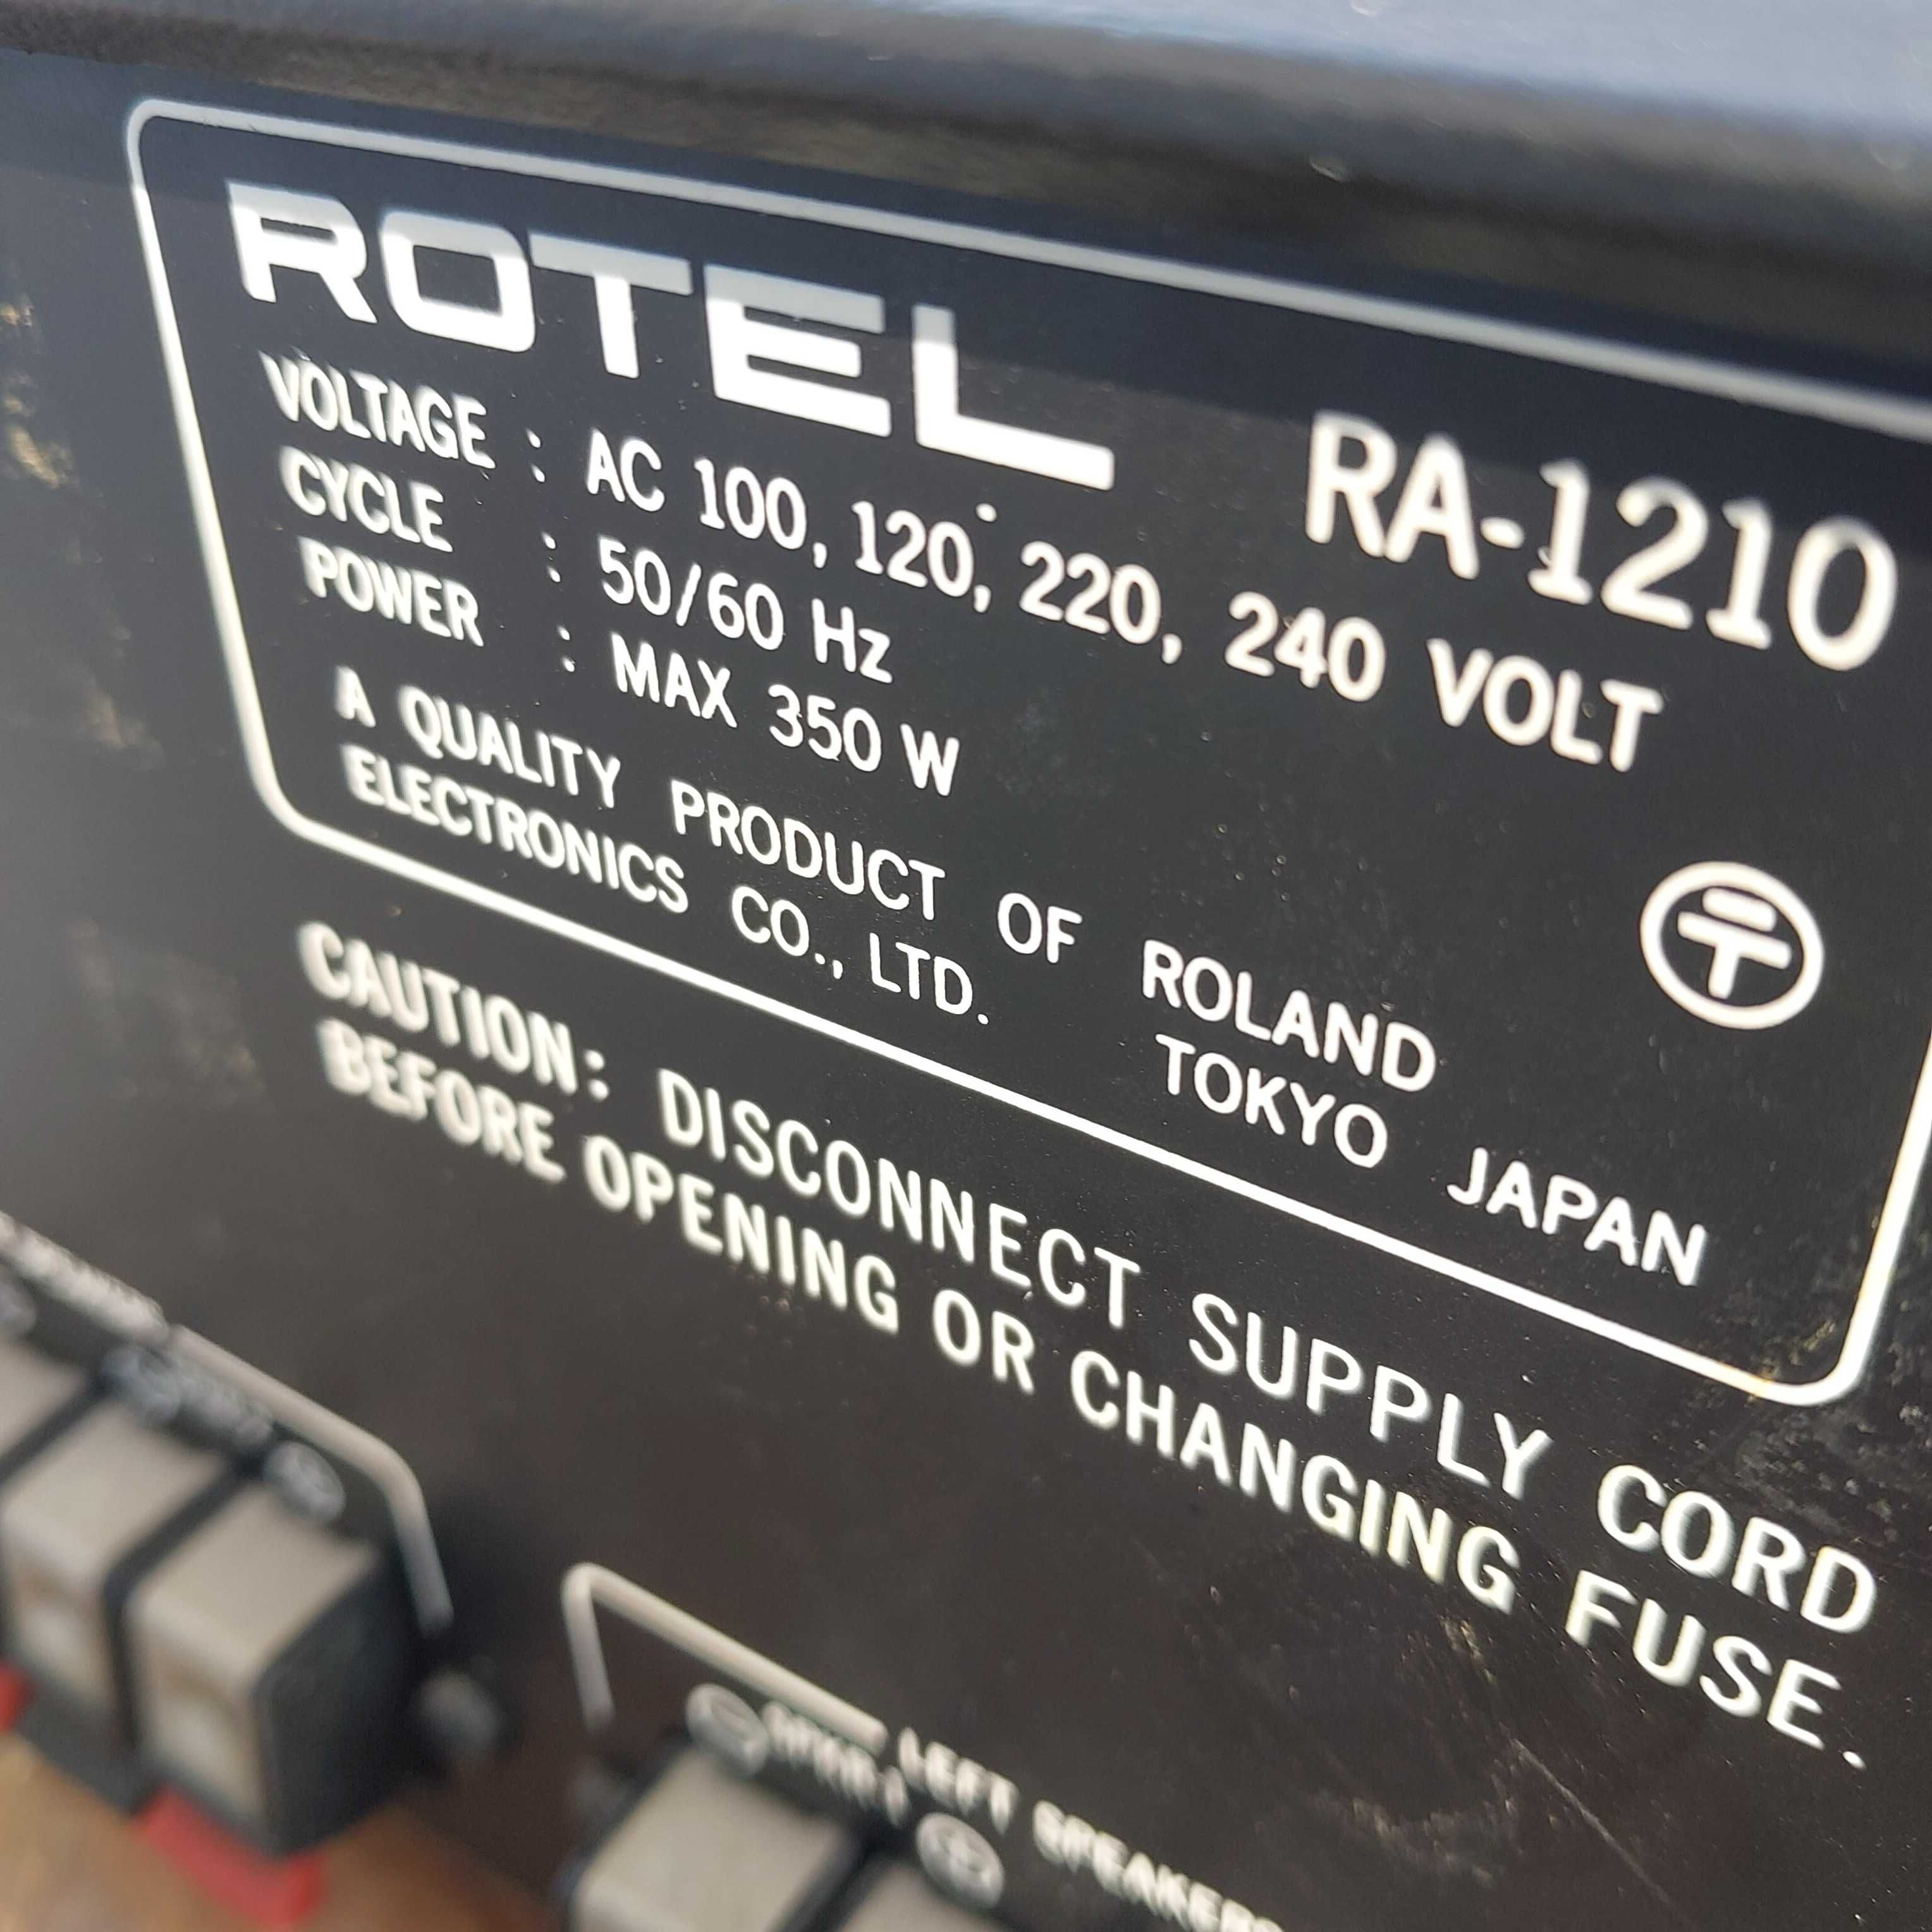 ROTEL RA-1210
VOLTAGE : AC 100, 120, 220, 240 VOLT
CYCLE : 50/60 Hz
POWER : MAX 350 W
A QUALITY PRODUCT OF ROLAND
ELECTRONICS CO., LTD. TOKYO JAPAN
CAUTION: DISCONNECT SUPPLY CORD
BEFORE OPENING OR CHANGING FUSE.
LEFT SPEAKERS